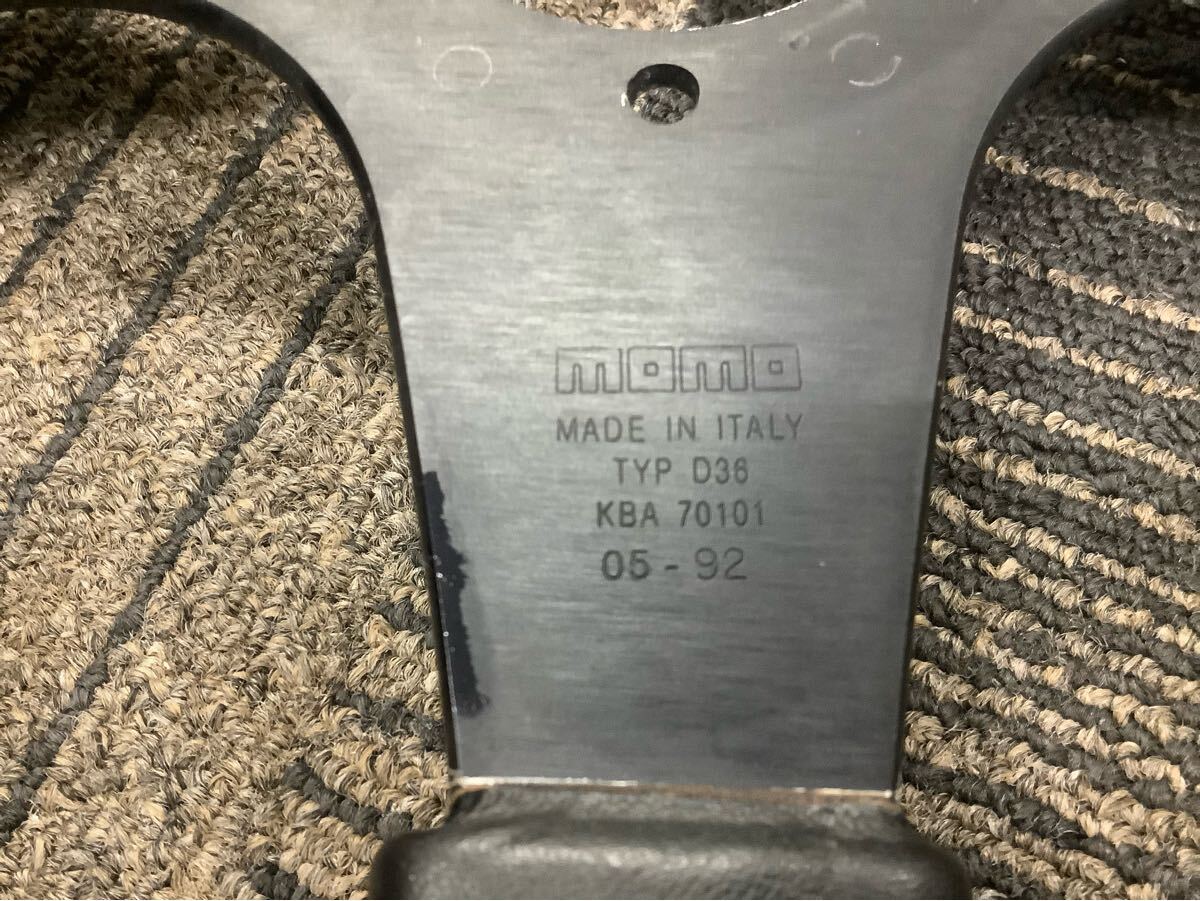 momo
MADE IN ITALY
TYP D36
KBA 70101
05-92